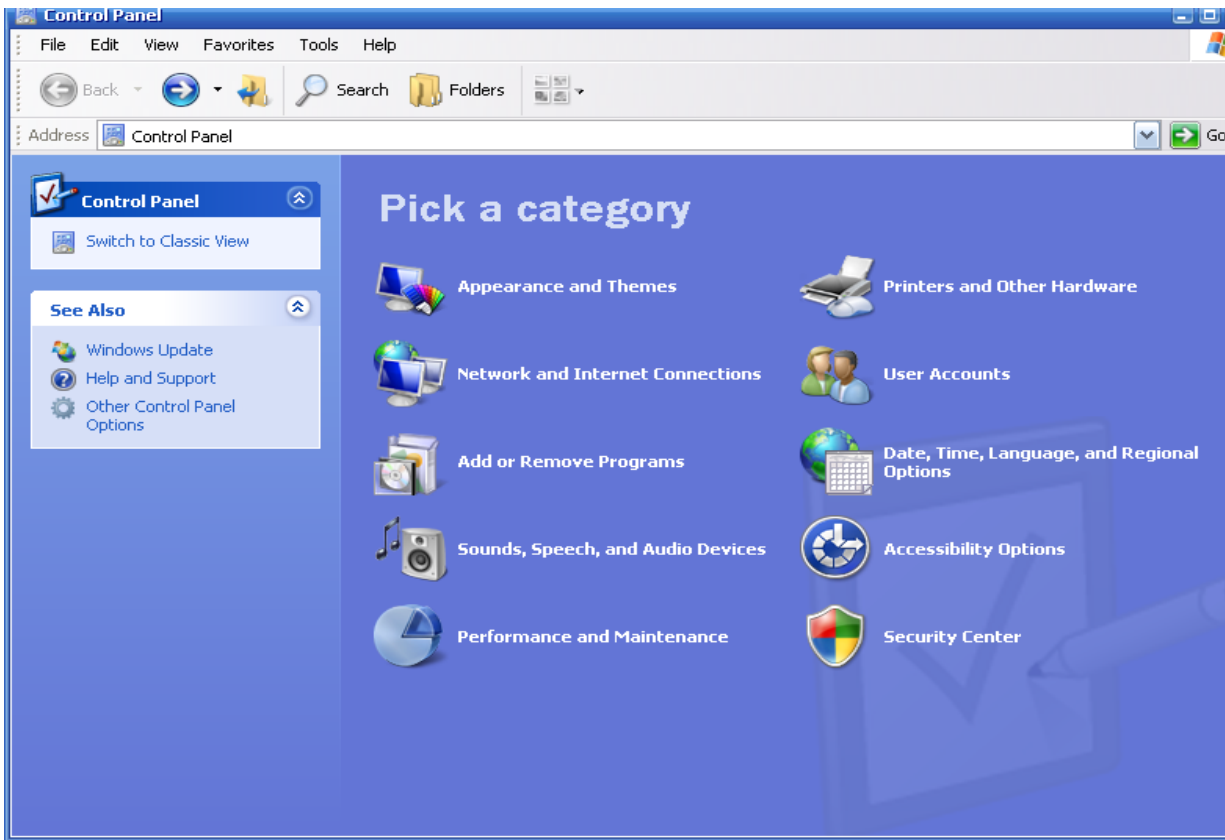 Control Panel
File Edit View Favorites Tools Help
Back Search Folders
Address Control Panel Go
Control Panel
Switch to Classic View
See Also
Windows Update
Help and Support
Other Control Panel
Options
Pick a category
Appearance and Themes
Printers and Other Hardware
Network and Internet Connections
User Accounts
Add or Remove Programs
Date, Time, Language, and Regional
Options
Sounds, Speech, and Audio Devices
Accessibility Options
Performance and Maintenance
Security Center